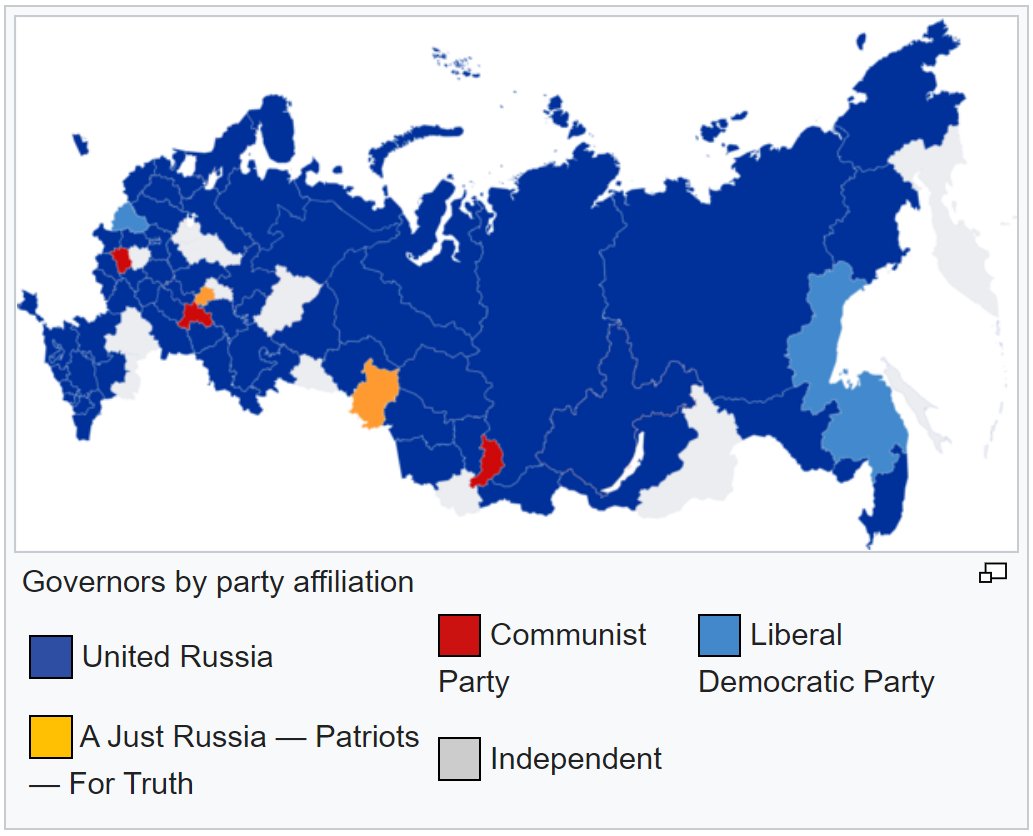 Governors by party affiliation
United Russia
Communist
Party
Liberal
Democratic Party
A Just Russia — Patriots
— For Truth
Independent